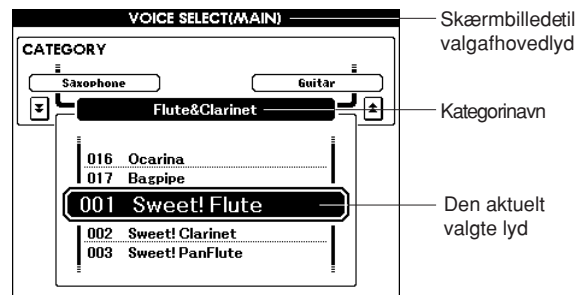 VOICE SELECT(MAIN)
Skærmbilledetil
valgafhovedlyd
CATEGORY
Saxophone
Guitar
Flute&Clarinet
Kategorinavn
016 Ocarina
017 Bagpipe
001 Sweet! Flute
Den aktuelt
valgte lyd
002 Sweet! Clarinet
003 Sweet! PanFlute